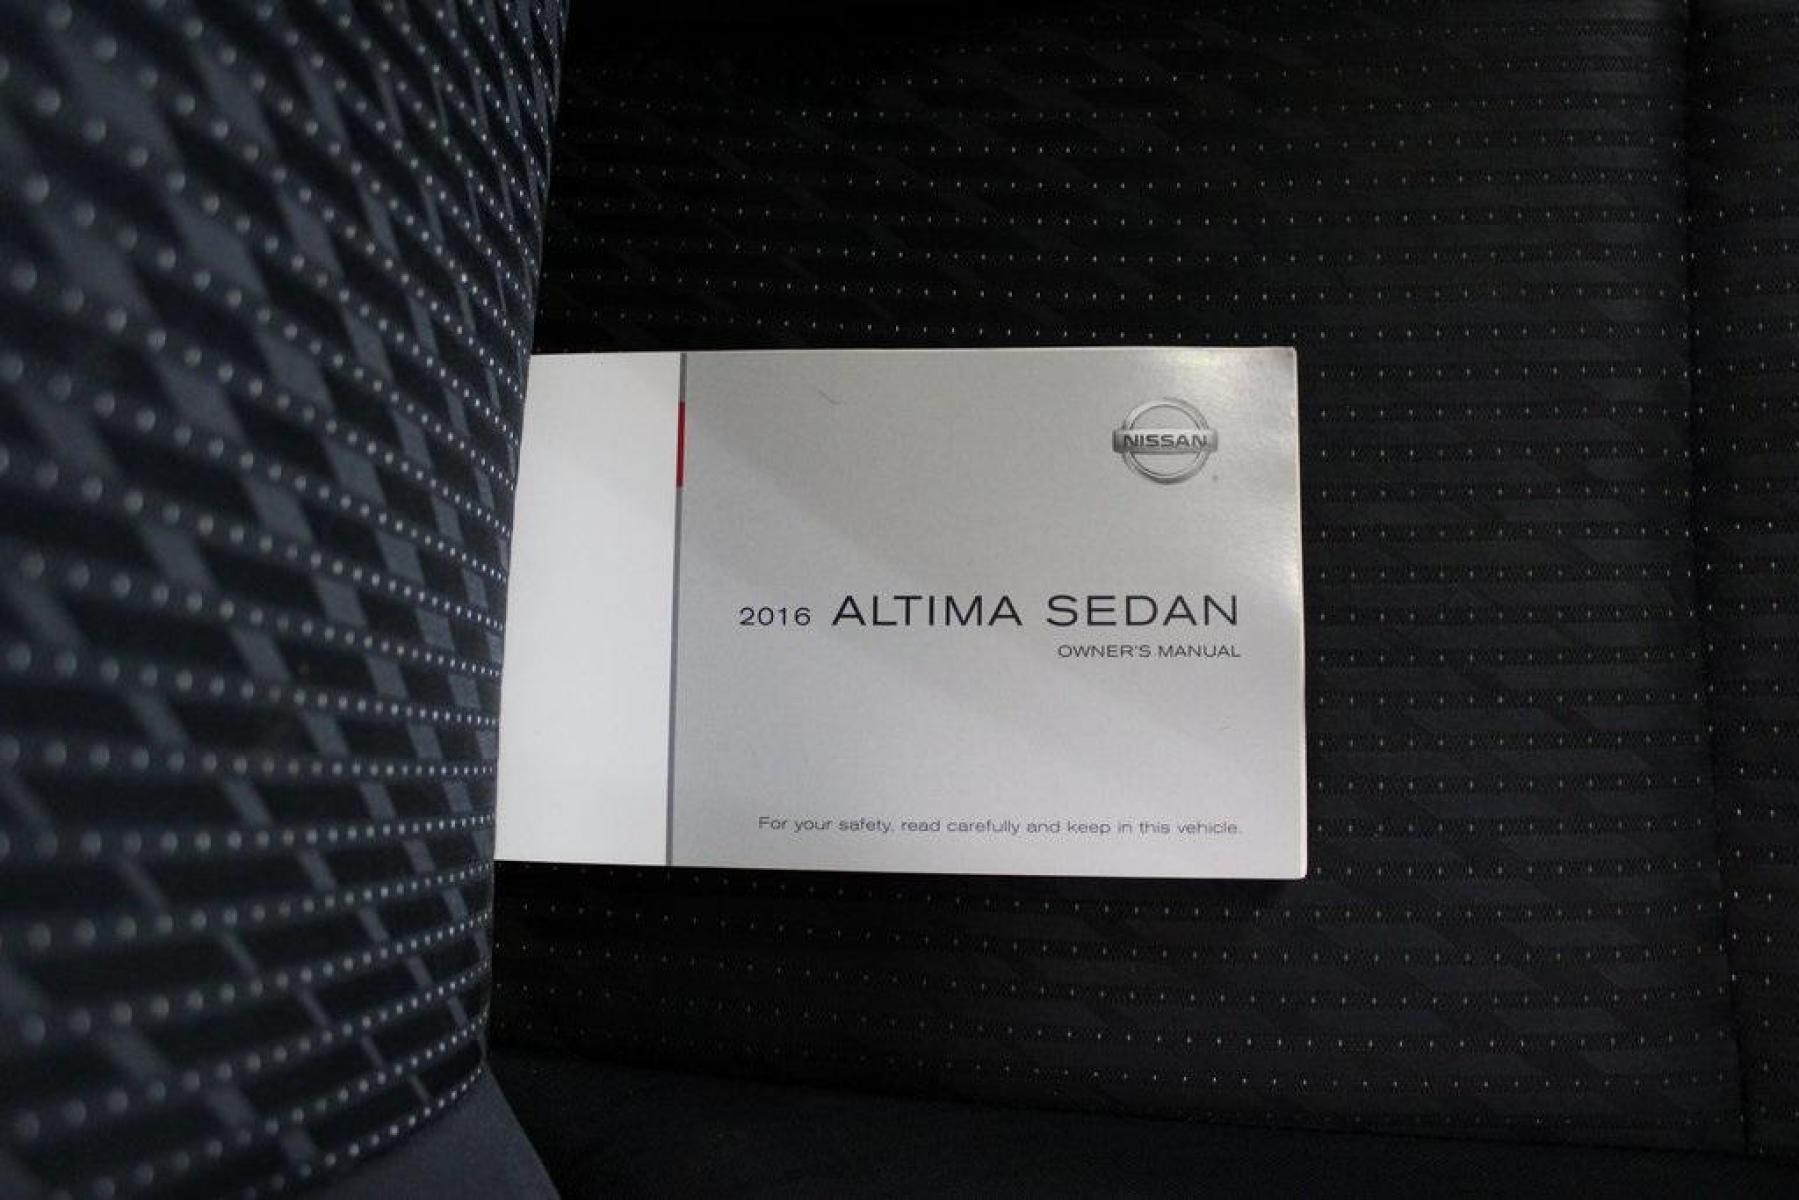 NISSAN
2016 ALTIMA SEDAN
OWNER'S MANUAL
For your safety, read carefully and keep in this vehicle.